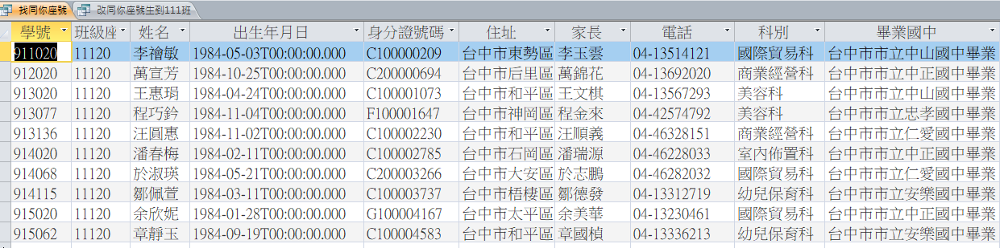 找同你座號 改同你座號生到111班
學號 班級座 姓名 出生年月日 身分證號碼 住址 家長 電話 科別 畢業國中
911020 11120 李襘敏 1984-05-03T00:00:00.000 C100000209 台中市東勢區 李玉雲 04-13514121 國際貿易科 台中市市立中山國中畢業
912020 11120 萬宣芳 1984-10-25T00:00:00.000 C200000694 台中市后里區 萬錦花 04-13692020 商業經營科 台中市市立中正國中畢業
913020 11120 王惠琄 1984-04-24T00:00:00.000 C100001073 台中市和平區 王文棋 04-13567293 美容科 台中市市立中山國中畢業
913077 11120 程巧鈐 1984-11-04T00:00:00.000 F100001647 台中市神岡區 程金來 04-42574792 美容科 台中市市立忠孝國中畢業
913136 11120 汪圓惠 1984-11-02T00:00:00.000 C100002230 台中市和平區 汪順義 04-46328151 商業經營科 台中市市立仁愛國中畢業
914020 11120 潘春梅 1984-02-11T00:00:00.000 C100002785 台中市石岡區 潘瑞源 04-46228033 室內佈置科 台中市市立中正國中畢業
914068 11120 於淑瑛 1984-05-21T00:00:00.000 C200003266 台中市大安區 於志鵬 04-46282032 國際貿易科 台中市市立仁愛國中畢業
914115 11120 鄒佩萱 1984-03-11T00:00:00.000 C100003737 台中市梧棲區 鄒德發 04-13312719 幼兒保育科 台中市市立安樂國中畢業
915020 11120 余欣妮 1984-01-28T00:00:00.000 G100004167 台中市太平區 余美華 04-13230461 國際貿易科 台中市市立中正國中畢業
915062 11120 章靜玉 1984-09-19T00:00:00.000 C100004583 台中市和平區 章國楨 04-13336213 幼兒保育科 台中市市立安樂國中畢業